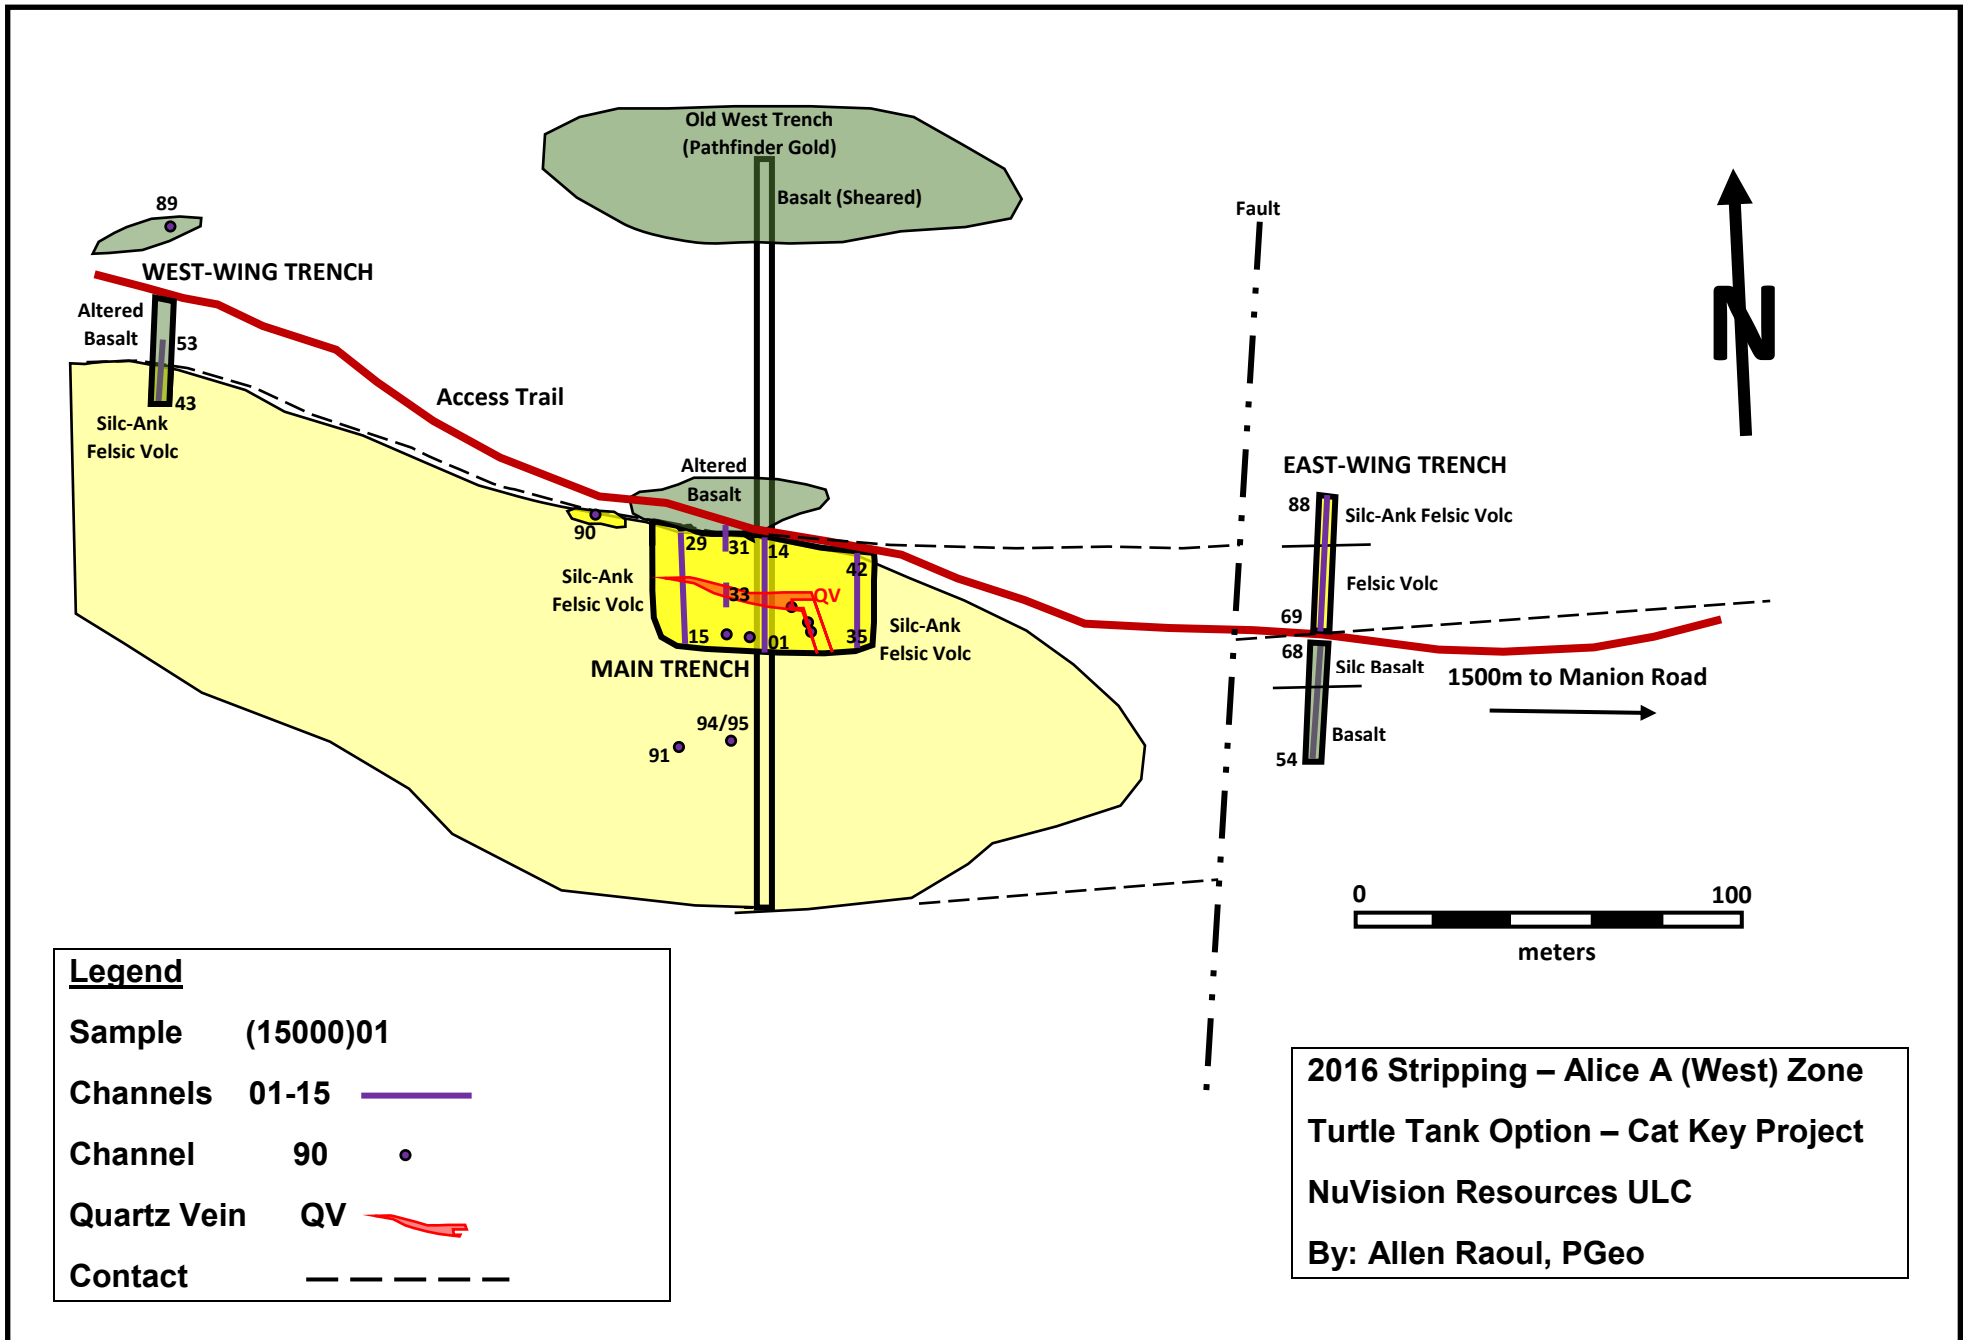 Old West Trench
(Pathfinder Gold)
Basalt (Sheared)
89
Fault
WEST-WING TRENCH
N
Altered
Basalt
53
43
Access Trail
Silc-Ank
Felsic Volc
Altered
Basalt
EAST-WING TRENCH
88
Silc-Ank Felsic Volc
90
29
31
14
42
Silc-Ank
Felsic Volc
33
QV
Felsic Volc
69
15
01
35
Silc-Ank
Felsic Volc
68
Silc Basalt
MAIN TRENCH
1500m to Manion Road
94/95
91
Basalt
54
0
100
meters
Legend
Sample (15000)01
Channels 01-15
Channel 90
Quartz Vein QV
Contact
2016 Stripping – Alice A (West) Zone
Turtle Tank Option – Cat Key Project
NuVision Resources ULC
By: Allen Raoul, PGeo